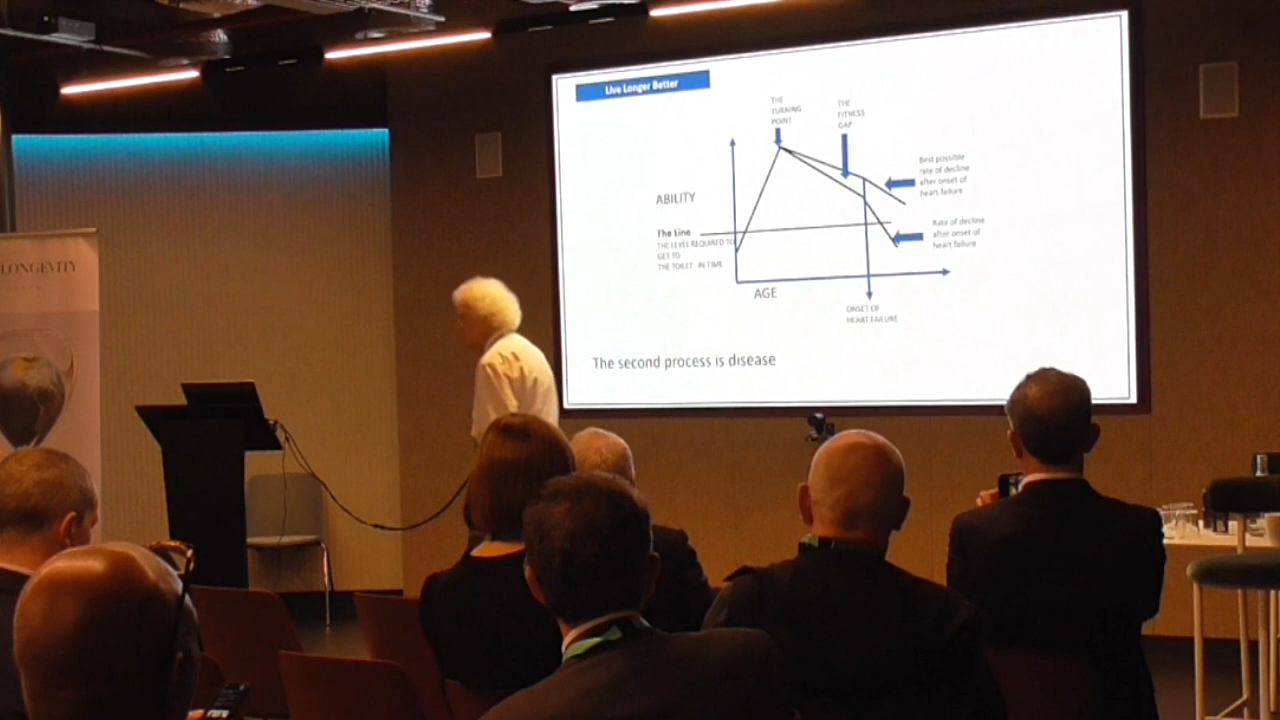 LONGEVITY
Live Longer Better
THE
TURNING
POINT
THE
FITNESS
GAP
Best possible
rate of decline
after onset of
heart failure
ABILITY
The Line
THE LEVEL REQUIRED TO
GET TO
THE TOILET IN TIME
Rate of decline
after onset of
heart failure
AGE
ONSET OF
HEART FAILURE
The second process is disease